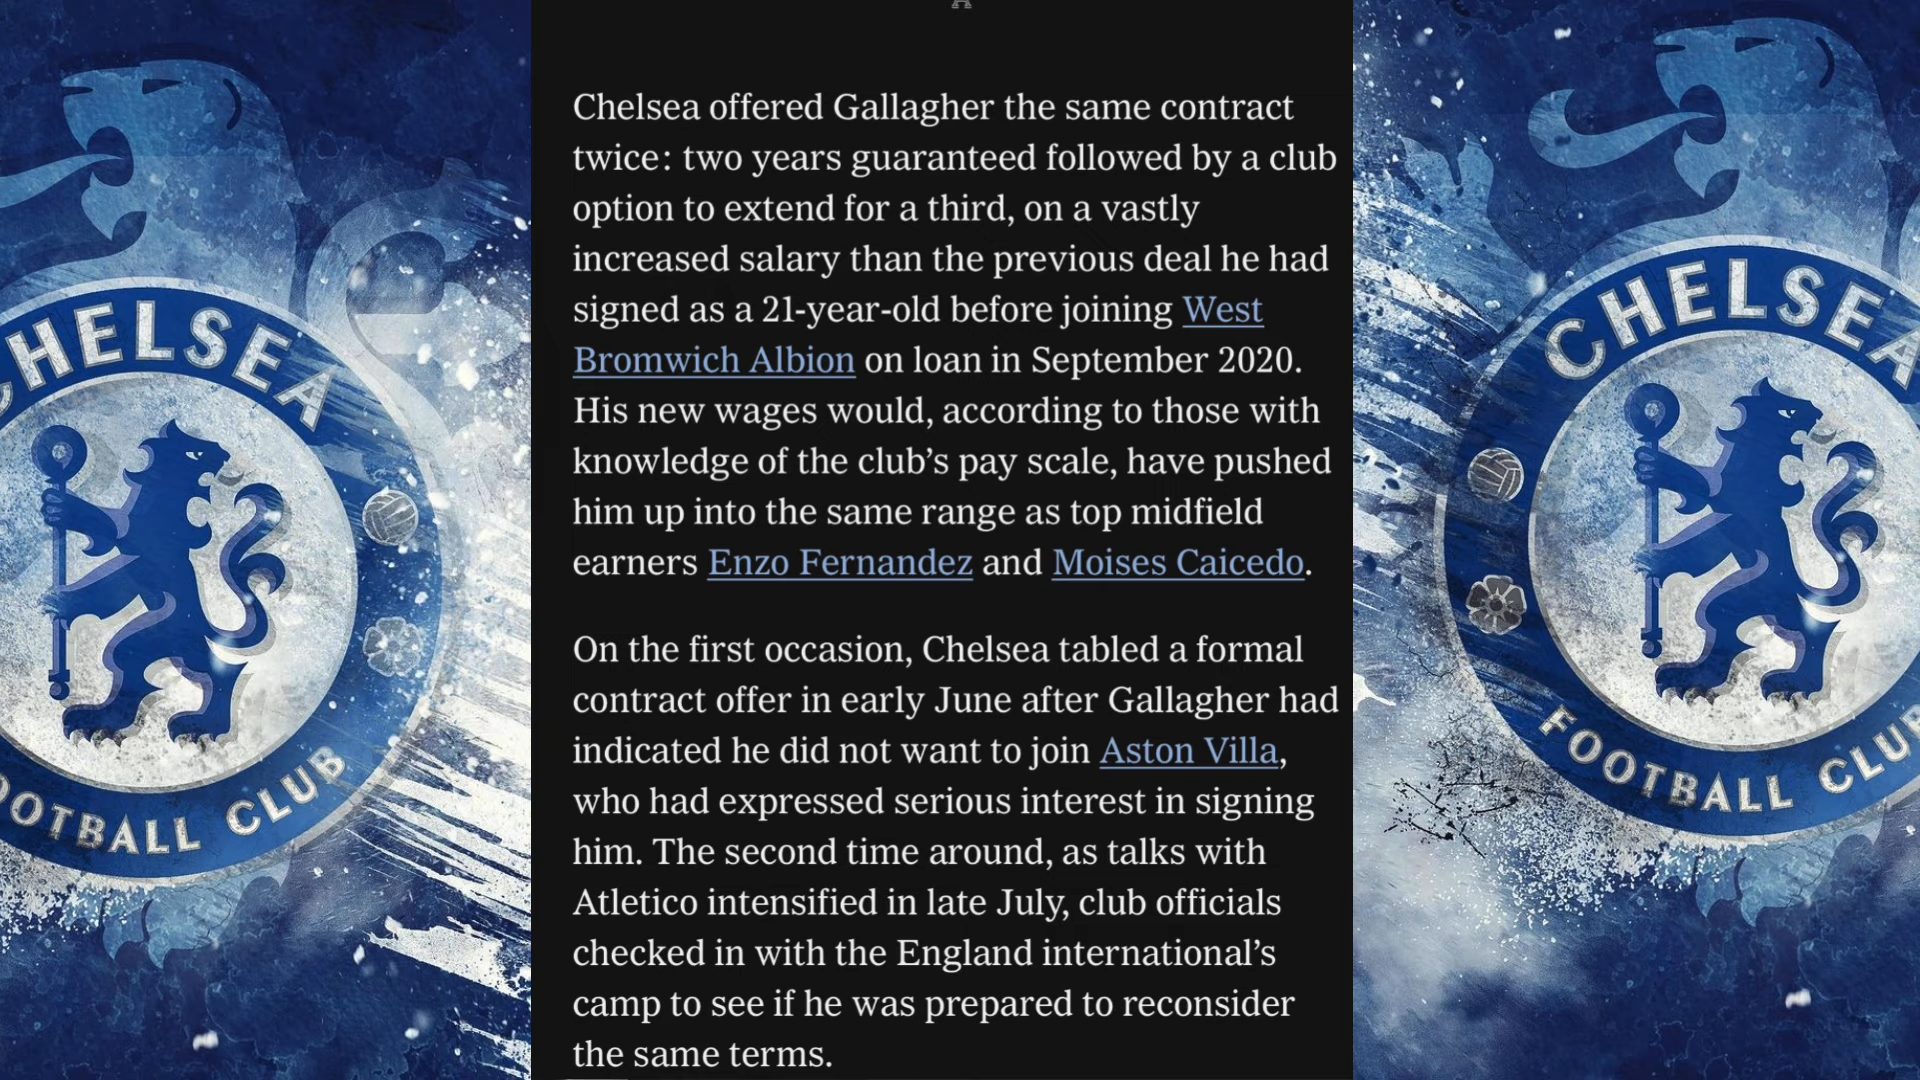 Chelsea offered Gallagher the same contract
twice: two years guaranteed followed by a club
option to extend for a third, on a vastly
increased salary than the previous deal he had
signed as a 21-year-old before joining West
Bromwich Albion on loan in September 2020.
His new wages would, according to those with
knowledge of the club’s pay scale, have pushed
him up into the same range as top midfield
earners Enzo Fernandez and Moises Caicedo.
On the first occasion, Chelsea tabled a formal
contract offer in early June after Gallagher had
indicated he did not want to join Aston Villa,
who had expressed serious interest in signing
him. The second time around, as talks with
Atletico intensified in late July, club officials
checked in with the England international’s
camp to see if he was prepared to reconsider
the same terms.
CHELSEA
FOOTBALL CLUB
CHELSEA
FOOTBALL CLUB